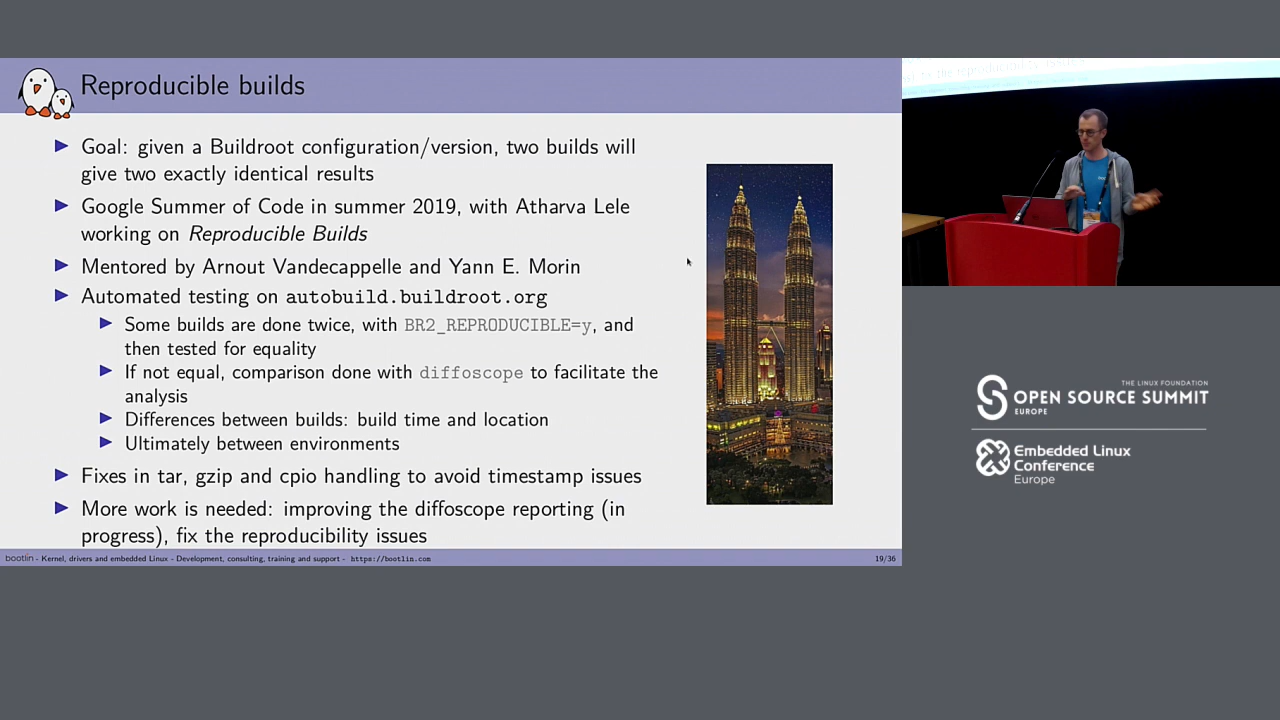 Reproducible builds
Goal: given a Buildroot configuration/version, two builds will
give two exactly identical results
Google Summer of Code in summer 2019, with Atharva Lele
working on Reproducible Builds
Mentored by Arnout Vandecappelle and Yann E. Morin
Automated testing on autobuild.buildroot.org
Some builds are done twice, with BR2_REPRODUCIBLE=y, and
then tested for equality
If not equal, comparison done with diffoscope to facilitate the
analysis
Differences between builds: build time and location
Ultimately between environments
Fixes in tar, gzip and cpio handling to avoid timestamp issues
More work is needed: improving the diffoscope reporting (in
progress), fix the reproducibility issues
bootlin - Kernel, drivers and embedded Linux - Development, consulting, training and support - https://bootlin.com
19/36
THE LINUX FOUNDATION
OPEN SOURCE SUMMIT
EUROPE
Embedded Linux
Conference
Europe